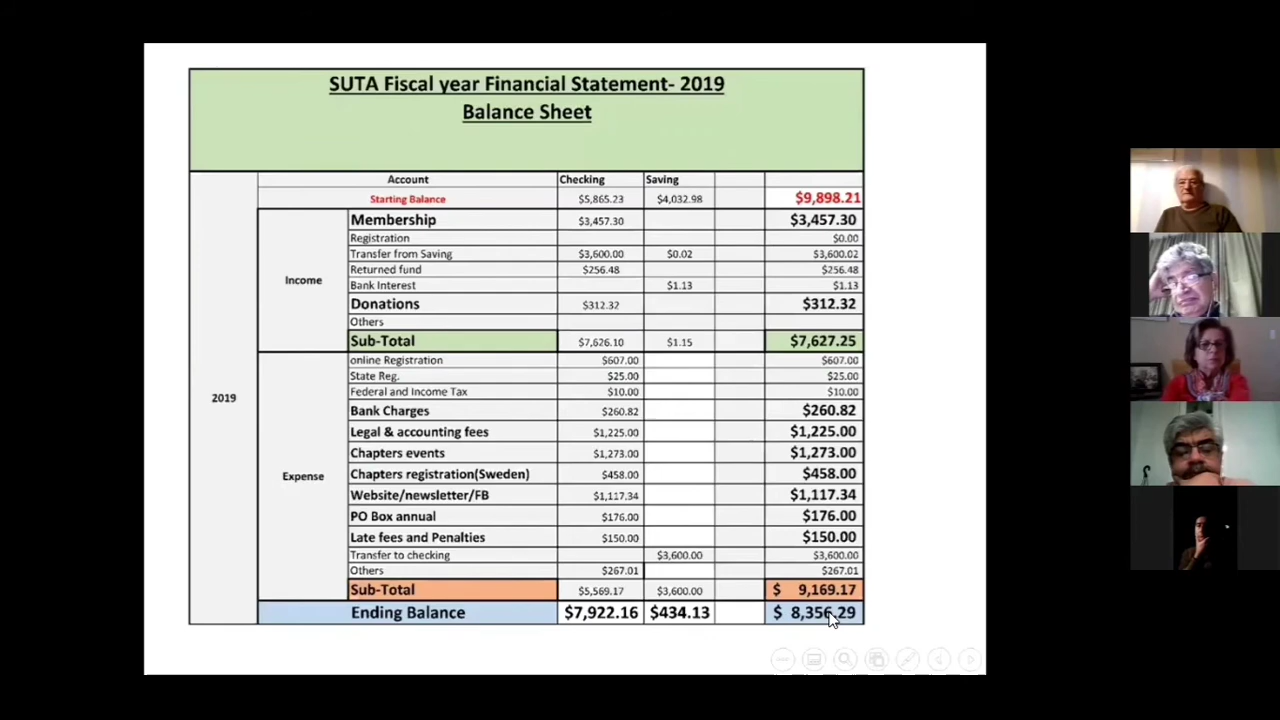 SUTA Fiscal year Financial Statement- 2019
Balance Sheet
Account Checking Saving
Starting Balance $5,865.23 $4,032.98 $9,898.21
2019
Income
Membership $3,457.30 $3,457.30
Registration $0.00
Transfer from Saving $3,600.00 $0.02 $3,600.02
Returned fund $256.48 $256.48
Bank Interest $1.13 $1.13
Donations $312.32 $312.32
Others
Sub-Total $7,626.10 $1.15 $7,627.25
Expense
online Registration $607.00 $607.00
State Reg. $25.00 $25.00
Federal and Income Tax $10.00 $10.00
Bank Charges $260.82 $260.82
Legal & accounting fees $1,225.00 $1,225.00
Chapters events $1,273.00 $1,273.00
Chapters registration(Sweden) $458.00 $458.00
Website/newsletter/FB $1,117.34 $1,117.34
PO Box annual $176.00 $176.00
Late fees and Penalties $150.00 $150.00
Transfer to checking $3,600.00 $3,600.00
Others $267.01 $267.01
Sub-Total $5,569.17 $3,600.00 $ 9,169.17
Ending Balance $7,922.16 $434.13 $ 8,356.29